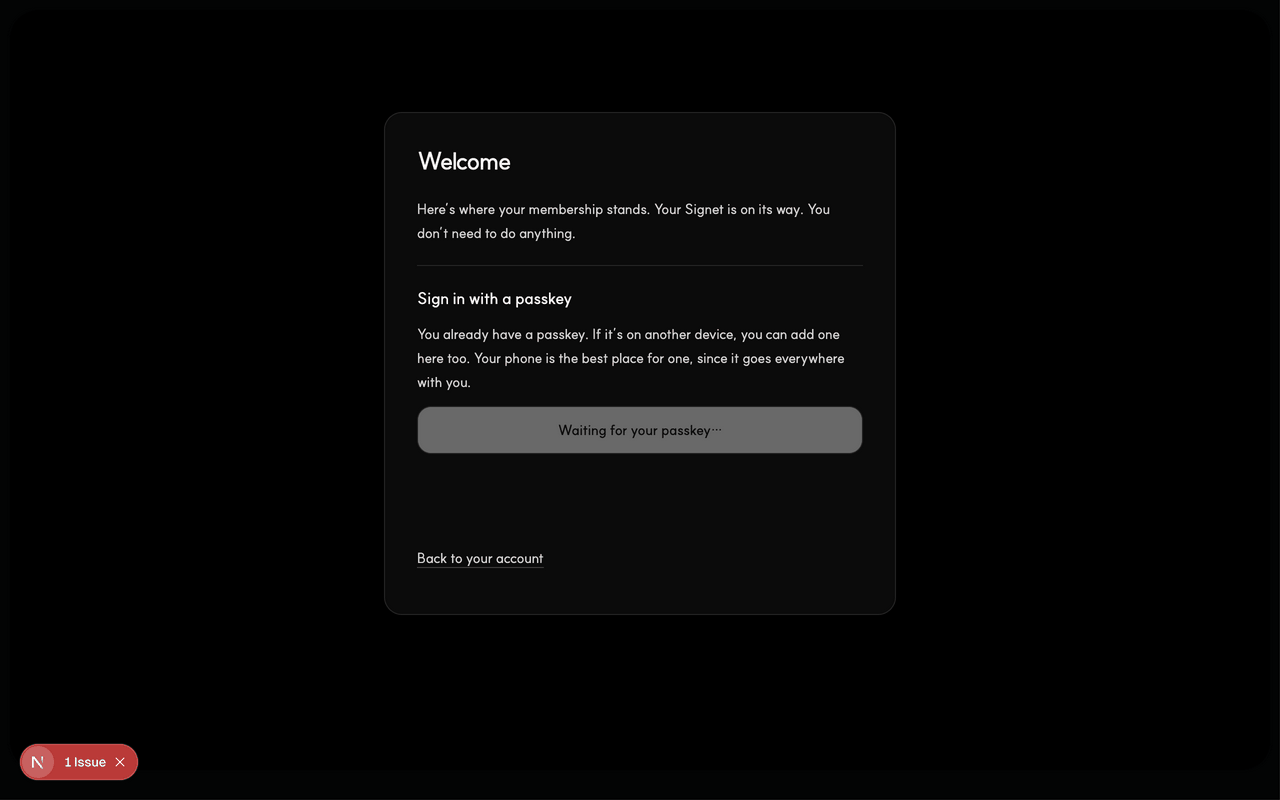 Welcome
Here's where your membership stands. Your Signet is on its way. You
don't need to do anything.
Sign in with a passkey
You already have a passkey. If it's on another device, you can add one
here too. Your phone is the best place for one, since it goes everywhere
with you.
Waiting for your passkey…
Back to your account
N 1 Issue